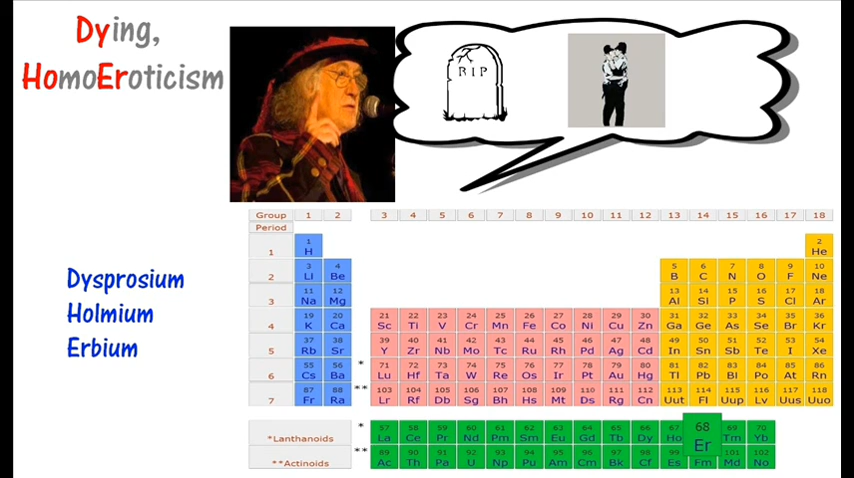 Dying,
HomoEroticism
RIP
Dysprosium
Holmium
Erbium
Group 1 2 3 4 5 6 7 8 9 10 11 12 13 14 15 16 17 18
Period
1 2
1 H He
3 4 5 6 7 8 9 10
2 Li Be B C N O F Ne
11 12 13 14 15 16 17 18
3 Na Mg Al Si P S Cl Ar
19 20 21 22 23 24 25 26 27 28 29 30 31 32 33 34 35 36
4 K Ca Sc Ti V Cr Mn Fe Co Ni Cu Zn Ga Ge As Se Br Kr
37 38 39 40 41 42 43 44 45 46 47 48 49 50 51 52 53 54
5 Rb Sr Y Zr Nb Mo Tc Ru Rh Pd Ag Cd In Sn Sb Te I Xe
55 56 * 71 72 73 74 75 76 77 78 79 80 81 82 83 84 85 86
6 Cs Ba Lu Hf Ta W Re Os Ir Pt Au Hg Tl Pb Bi Po At Rn
87 88 ** 103 104 105 106 107 108 109 110 111 112 113 114 115 116 117 118
7 Fr Ra Lr Rf Db Sg Bh Hs Mt Ds Rg Cn Uut Fl Uup Lv Uus Uuo
* 57 58 59 60 61 62 63 64 65 66 67 68 69 70
*Lanthanoids La Ce Pr Nd Pm Sm Eu Gd Tb Dy Ho Er Tm Yb
** 89 90 91 92 93 94 95 96 97 98 99 101 102
**Actinoids Ac Th Pa U Np Pu Am Cm Bk Cf Es Fm Md No